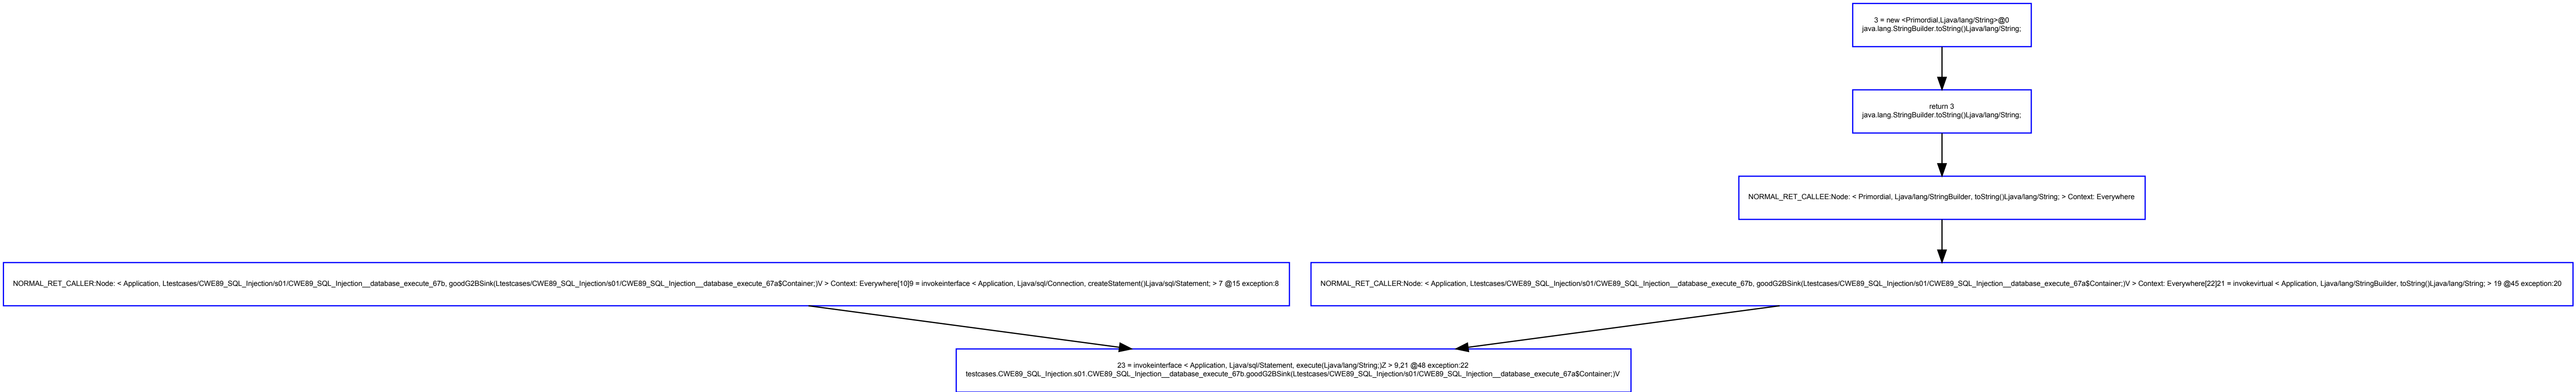 3 = new <Primordial,Ljava/lang/String>@0
java.lang.StringBuilder.toString()Ljava/lang/String;
return 3
java.lang.StringBuilder.toString()Ljava/lang/String;
NORMAL_RET_CALLEE:Node: < Primordial, Ljava/lang/StringBuilder, toString()Ljava/lang/String; > Context: Everywhere
NORMAL_RET_CALLER:Node: < Application, Ltestcases/CWE89_SQL_Injection/s01/CWE89_SQL_Injection__database_execute_67b, goodG2BSink(Ltestcases/CWE89_SQL_Injection/s01/CWE89_SQL_Injection__database_execute_67a$Container;)V > Context: Everywhere[10]9 = invokeinterface < Application, Ljava/sql/Connection, createStatement()Ljava/sql/Statement; > 7 @15 exception:8
NORMAL_RET_CALLER:Node: < Application, Ltestcases/CWE89_SQL_Injection/s01/CWE89_SQL_Injection__database_execute_67b, goodG2BSink(Ltestcases/CWE89_SQL_Injection/s01/CWE89_SQL_Injection__database_execute_67a$Container;)V > Context: Everywhere[22]21 = invokevirtual < Application, Ljava/lang/StringBuilder, toString()Ljava/lang/String; > 19 @45 exception:20
23 = invokeinterface < Application, Ljava/sql/Statement, execute(Ljava/lang/String;)Z > 9,21 @48 exception:22
testcases.CWE89_SQL_Injection.s01.CWE89_SQL_Injection__database_execute_67b.goodG2BSink(Ltestcases/CWE89_SQL_Injection/s01/CWE89_SQL_Injection__database_execute_67a$Container;)V